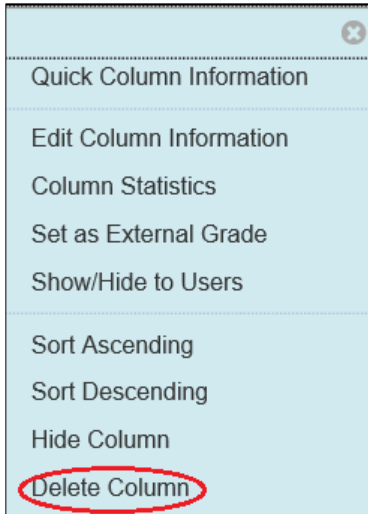 Quick Column Information
Edit Column Information
Column Statistics
Set as External Grade
Show/Hide to Users
Sort Ascending
Sort Descending
Hide Column
Delete Column